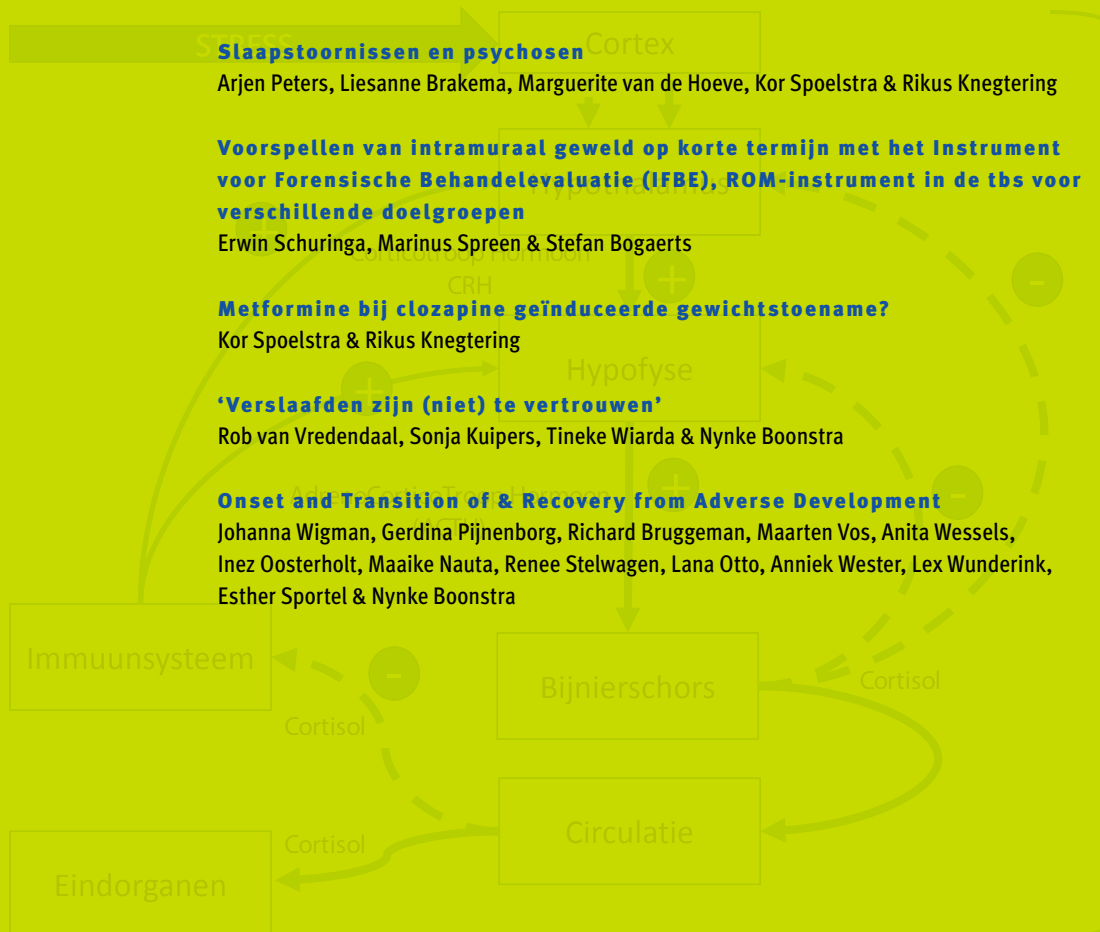 STRESS
Cortex
Slaapstoornissen en psychosen
Arjen Peters, Liesanne Brakema, Marguerite van de Hoeve, Kor Spoelstra & Rikus Knegtering
Voorspellen van intramuraal geweld op korte termijn met het Instrument
voor Forensische Behandelevaluatie (IFBE), ROM-instrument in de tbs voor
verschillende doelgroepen
Erwin Schuringa, Marinus Spreen & Stefan Bogaerts
Hypothalamus
+
Corticotroop Hormoon
CRH
+
-
Metformine bij clozapine geïnduceerde gewichtstoename?
Kor Spoelstra & Rikus Knegtering
Hypofyse
+
‘Verslaafden zijn (niet) te vertrouwen’
Rob van Vredendaal, Sonja Kuipers, Tineke Wiarda & Nynke Boonstra
Onset and Transition of & Recovery from Adverse Development
Johanna Wigman, Gerdina Pijnenborg, Richard Bruggeman, Maarten Vos, Anita Wessels,
Inez Oosterholt, Maaike Nauta, Renee Stelwagen, Lana Otto, Anniek Wester, Lex Wunderink,
Esther Sportel & Nynke Boonstra
+
-
Immuunsysteem
-
Bijnierschors
Cortisol
Cortisol
Circulatie
Cortisol
Eindorganen